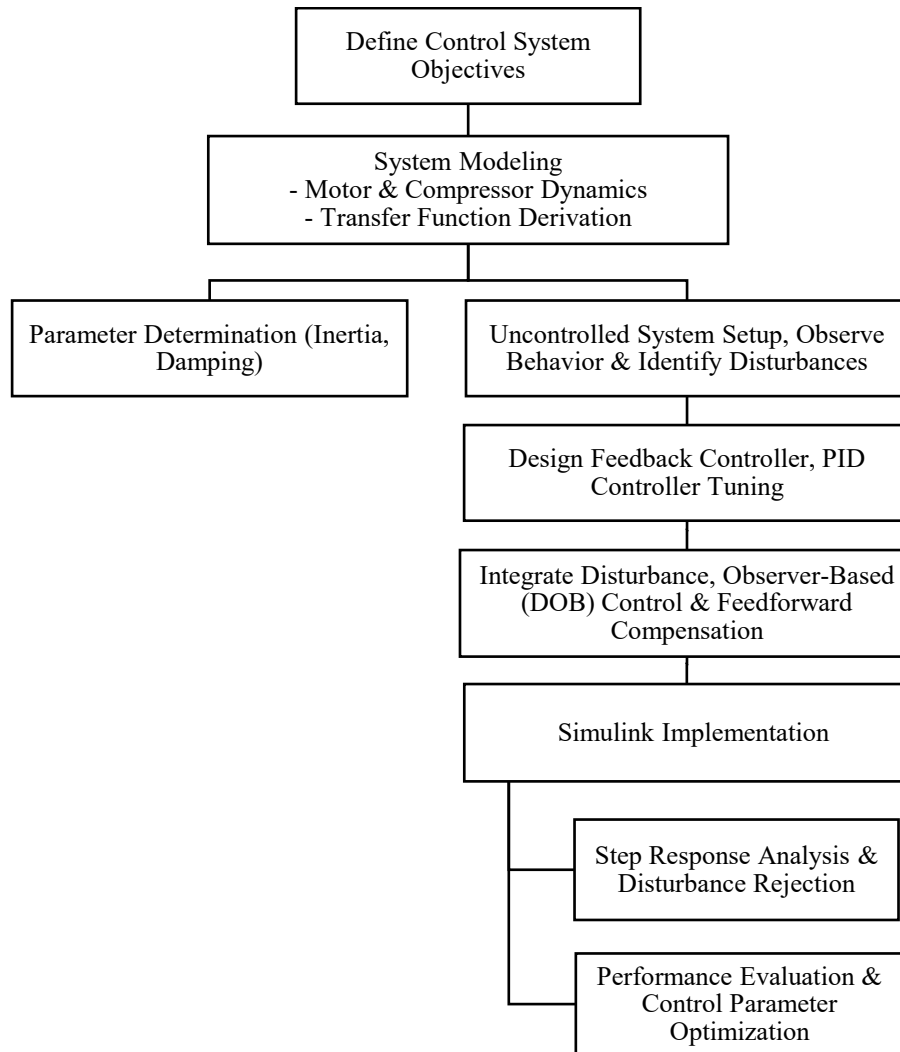 Define Control System
Objectives
System Modeling
- Motor & Compressor Dynamics
- Transfer Function Derivation
Parameter Determination (Inertia,
Damping)
Uncontrolled System Setup, Observe
Behavior & Identify Disturbances
Design Feedback Controller, PID
Controller Tuning
Integrate Disturbance, Observer-Based
(DOB) Control & Feedforward
Compensation
Simulink Implementation
Step Response Analysis &
Disturbance Rejection
Performance Evaluation &
Control Parameter
Optimization